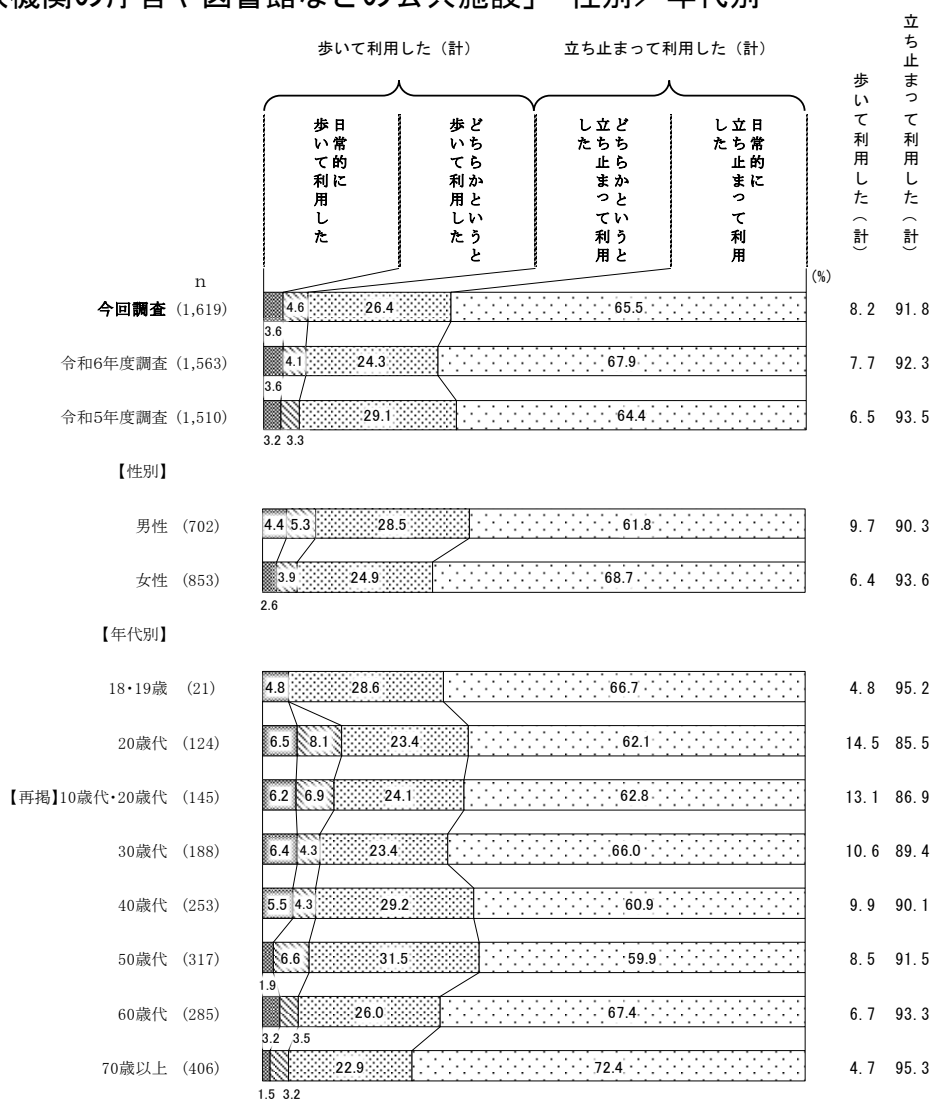 関の庁舎や図書館などの公共施設」 性別／年代別
歩いて利用した（計）
立ち止まって利用した（計）
日常的に歩いて利用した
どちらかというと歩いて利用した
どちらかというと立ち止まって利用した
日常的に立ち止まって利用した
歩いて利用した（計）
立ち止まって利用した（計）
(%)
n
今回調査 (1,619) 3.6 4.6 26.4 65.5 8.2 91.8
令和6年度調査 (1,563) 3.6 4.1 24.3 67.9 7.7 92.3
令和5年度調査 (1,510) 3.2 3.3 29.1 64.4 6.5 93.5
【性別】
男性 (702) 4.4 5.3 28.5 61.8 9.7 90.3
女性 (853) 2.6 3.9 24.9 68.7 6.4 93.6
【年代別】
18・19歳 (21) 4.8 28.6 66.7 4.8 95.2
20歳代 (124) 6.5 8.1 23.4 62.1 14.5 85.5
【再掲】10歳代・20歳代 (145) 6.2 6.9 24.1 62.8 13.1 86.9
30歳代 (188) 6.4 4.3 23.4 66.0 10.6 89.4
40歳代 (253) 5.5 4.3 29.2 60.9 9.9 90.1
50歳代 (317) 1.9 6.6 31.5 59.9 8.5 91.5
60歳代 (285) 3.2 3.5 26.0 67.4 6.7 93.3
70歳以上 (406) 1.5 3.2 22.9 72.4 4.7 95.3